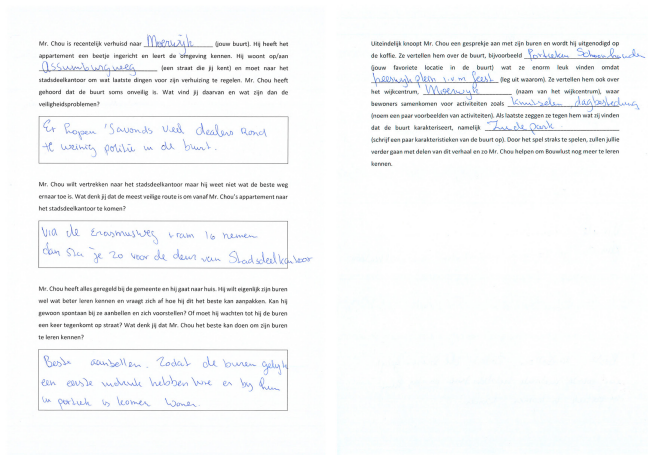 Mr. Chou is recentelijk verhuisd naar Moerwijk (jouw buurt). Hij heeft het
appartement een beetje ingericht en leert de omgeving kennen. Hij woont op/aan
Assumburgweg (een straat die jij kent) en moet naar het
stadsdeelkantoor om wat laatste dingen voor zijn verhuizing te regelen. Mr. Chou heeft
gehoord dat de buurt soms onveilig is. Wat vind jij daarvan en wat zijn dan de
veiligheidsproblemen?
Er lopen 'savonds veel dealers rond
te weinig politie in de buurt.
Mr. Chou wilt vertrekken naar het stadsdeelkantoor maar hij weet niet wat de beste weg
ernaar toe is. Wat denk jij dat de meest veilige route is om vanaf Mr. Chou's appartement naar
het stadsdeelkantoor te komen?
via de Erasmusweg tram 16 nemen
dan sta je zo voor de deur van Stadsdeelkantoor
Mr. Chou heeft alles geregeld bij de gemeente en hij gaat naar huis. Hij wilt eigenlijk zijn buren
wel wat beter leren kennen en vraagt zich af hoe hij dit het beste kan aanpakken. Kan hij
gewoon spontaan bij ze aanbellen en zich voorstellen? Of moet hij wachten tot hij de buren
een keer tegenkomt op straat? Wat denk jij dat Mr. Chou het beste kan doen om zijn buren
te leren kennen?
Beste aanbellen. Zodat de buren gelijk
een eerste indruk hebben wie er bij hun
in portiek is komen wonen.
Uiteindelijk knoopt Mr. Chou een gesprekje aan met zijn buren en wordt hij uitgenodigd op
de koffie. Ze vertellen hem over de buurt, bijvoorbeeld Portieken
(jouw favoriete locatie in de buurt) wat ze enorm leuk vinden omdat
i.v.m feest (leg uit waarom). Ze vertellen hem ook over
het wijkcentrum, Moerwijk (naam van het wijkcentrum), waar
bewoners samenkomen voor activiteiten zoals knutselen dagbesteding
(noem een paar voorbeelden van activiteiten). Als laatste zeggen ze tegen hem wat zij vinden
dat de buurt karakteriseert, namelijk Zuiderpark
(schrijf een paar karakteristieken van de buurt op). Door het spel straks te spelen, zullen jullie
verder gaan met delen van dit verhaal en zo Mr. Chou helpen om Bouwlust nog meer te leren
kennen.